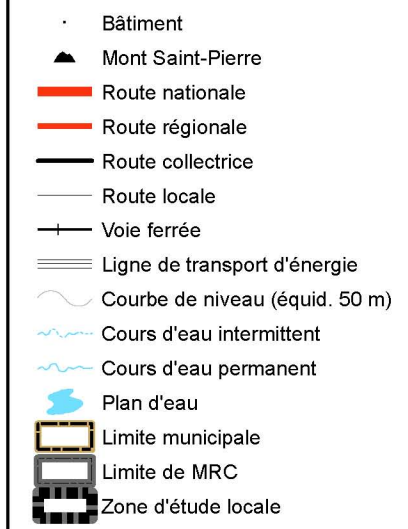 Bâtiment
Mont Saint-Pierre
Route nationale
Route régionale
Route collectrice
Route locale
Voie ferrée
Ligne de transport d'énergie
Courbe de niveau (équid. 50 m)
Cours d'eau intermittent
Cours d'eau permanent
Plan d'eau
Limite municipale
Limite de MRC
Zone d'étude locale